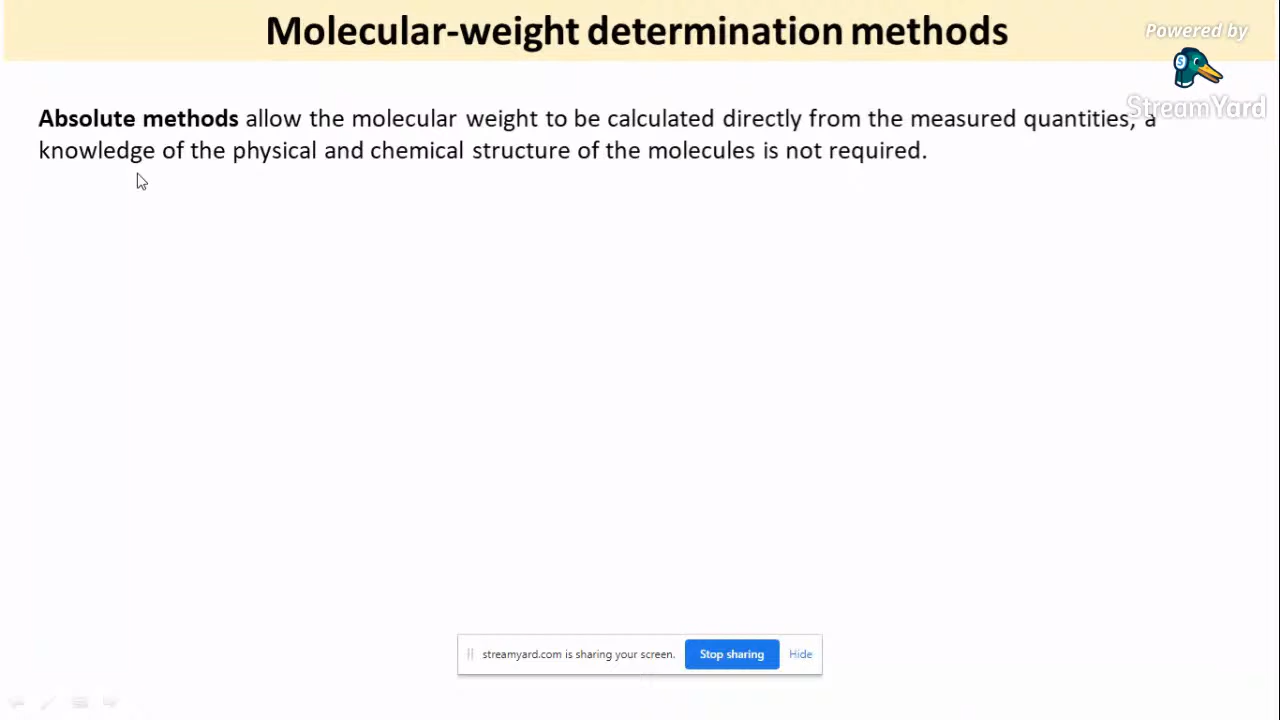 Molecular-weight determination methods
Powered by
StreamYard
Absolute methods allow the molecular weight to be calculated directly from the measured quantities, a
knowledge of the physical and chemical structure of the molecules is not required.
streamyard.com is sharing your screen.
Stop sharing
Hide